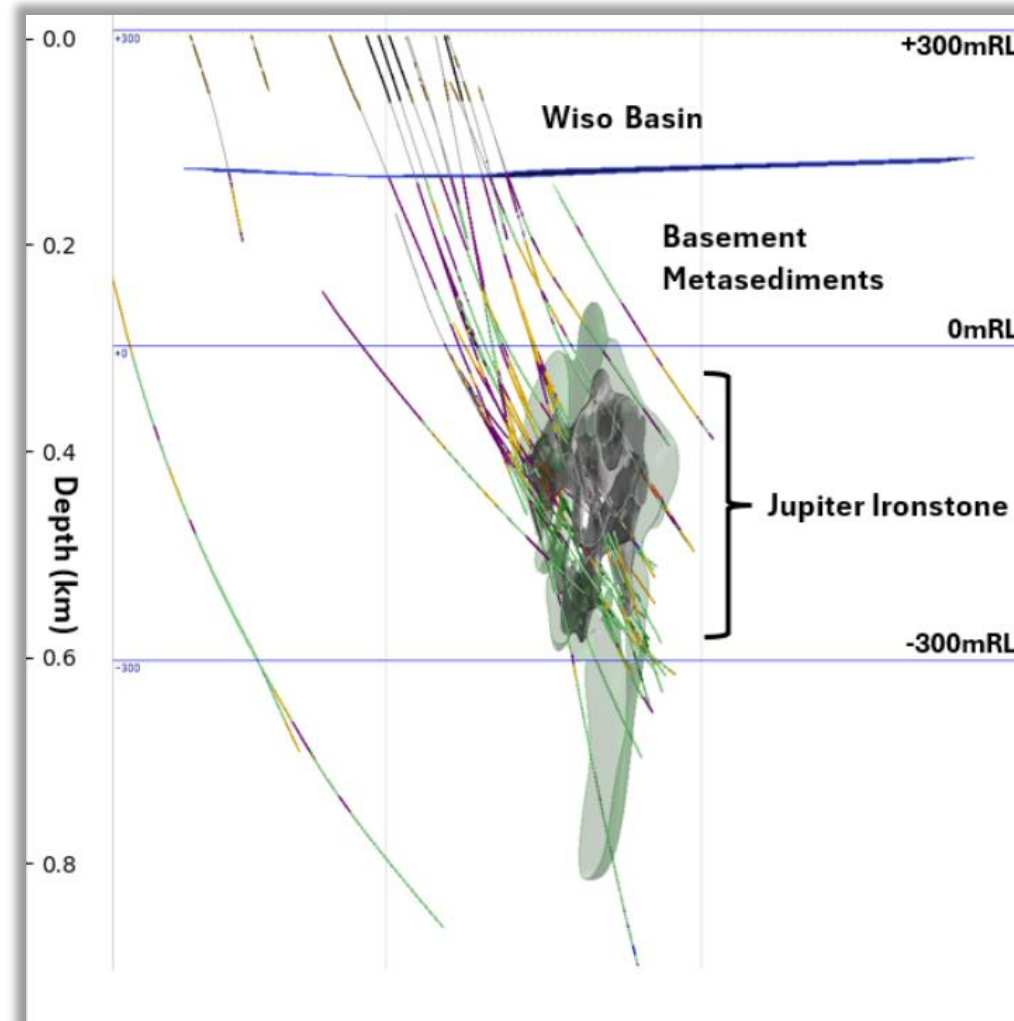 0.0
+300
+300mRL
Wiso Basin
0.2
Basement
Metasediments
0mRL
+0
0.4
Depth (km)
Jupiter Ironstone
-300mRL
0.6
-300
0.8